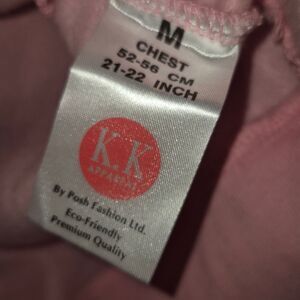 M
CHEST
52-56 CM
21-22 INCH
K.K
APPAREL
By Posh Fashion Ltd.
Eco-Friendly
Premium Quality